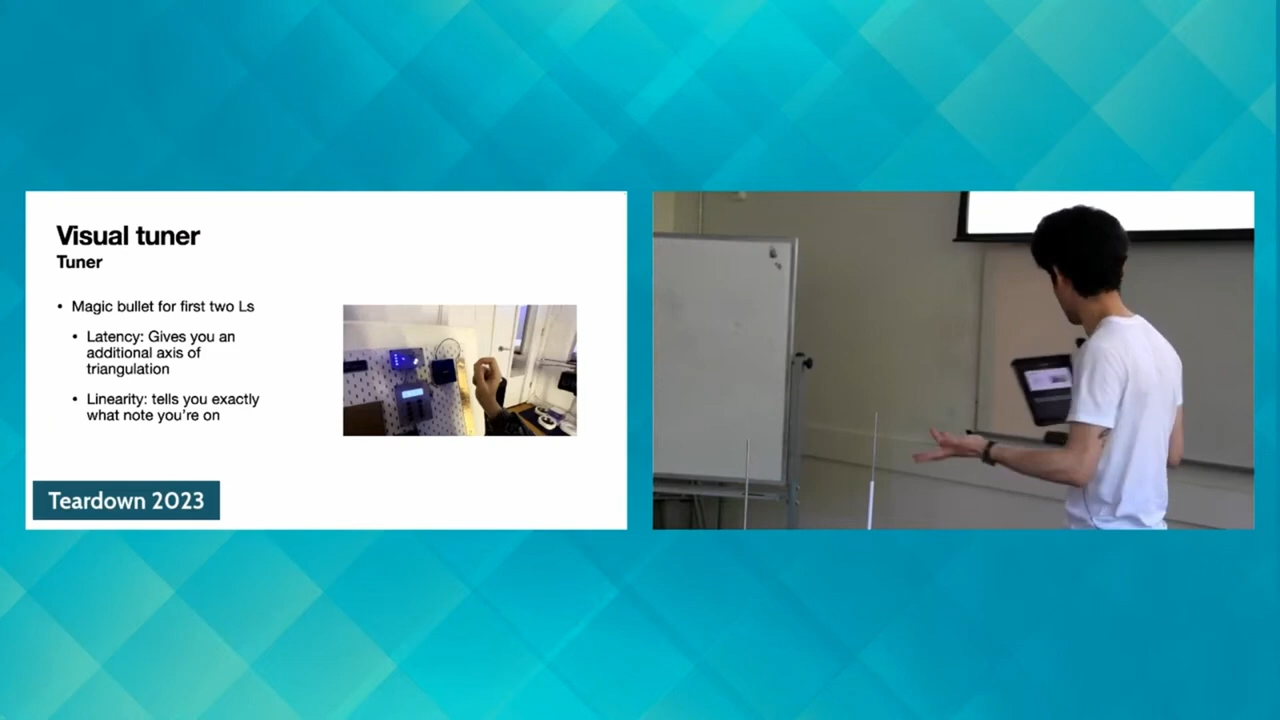 Visual tuner
Tuner
• Magic bullet for first two Ls
• Latency: Gives you an
additional axis of
triangulation
• Linearity: tells you exactly
what note you're on
Teardown 2023